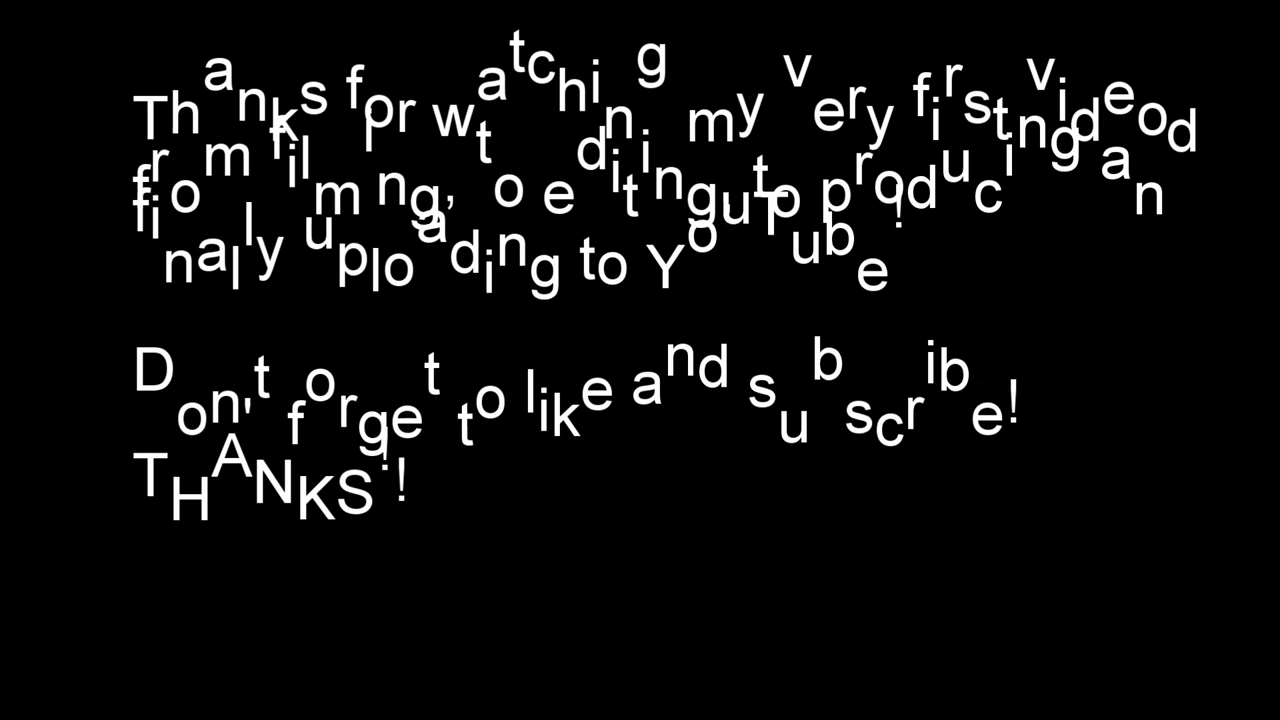 Thanks for watching my very first video
from filming, to editing, to producing and
finally uploading to YouTube!
Don't forget to like and subscribe!
THANKS!!